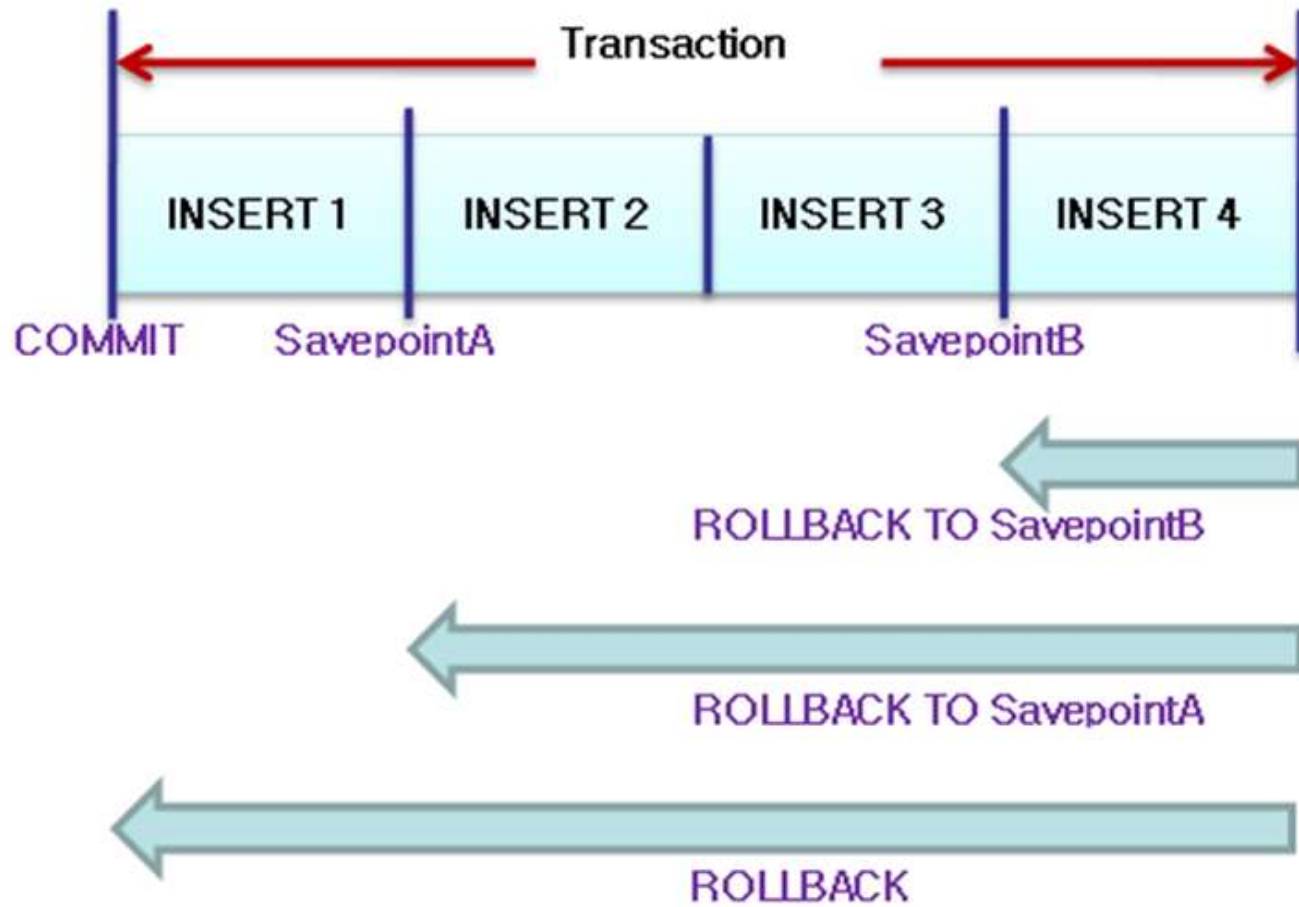 Transaction
INSERT 1 INSERT 2 INSERT 3 INSERT 4
COMMIT SavepointA SavepointB
ROLLBACK TO SavepointB
ROLLBACK TO SavepointA
ROLLBACK